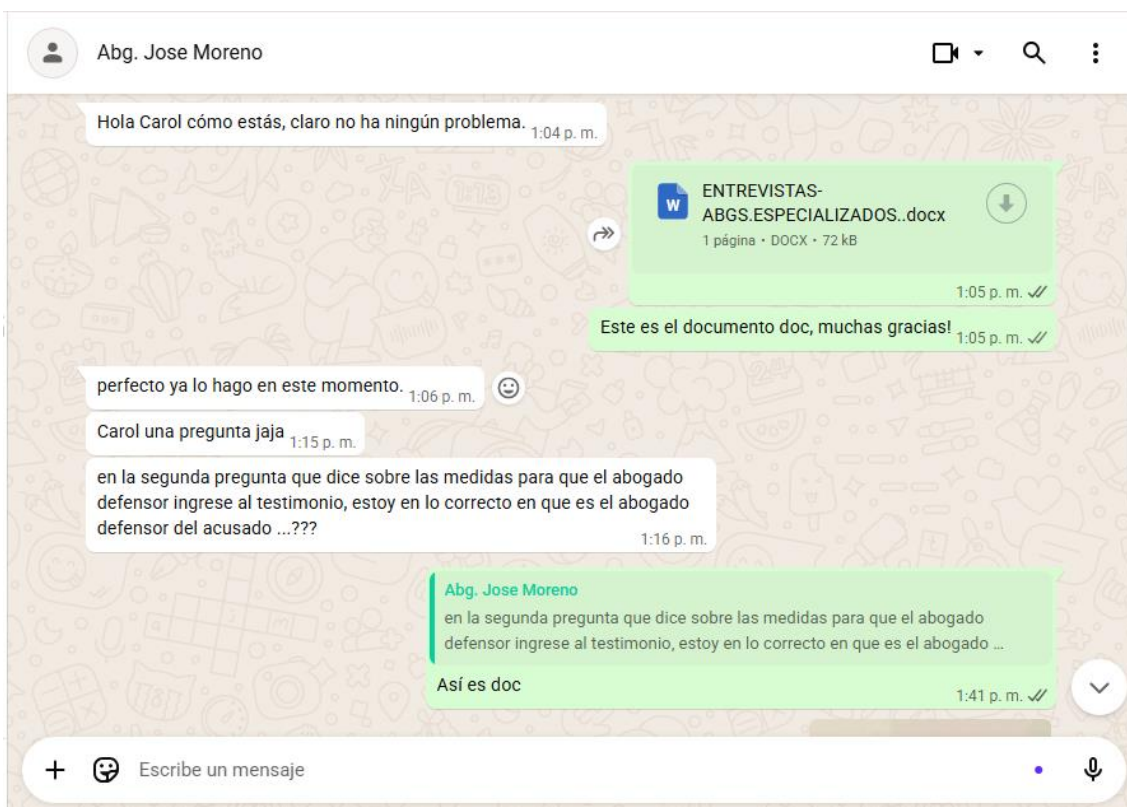 Abg. Jose Moreno
Hola Carol cómo estás, claro no ha ningún problema. 1:04 p. m.
W
ENTREVISTAS-
ABGS.ESPECIALIZADOS..docx
1 página • DOCX • 72 kB
1:05 p. m.
Este es el documento doc, muchas gracias! 1:05 p. m.
perfecto ya lo hago en este momento. 1:06 p. m.
Carol una pregunta jaja 1:15 p. m.
en la segunda pregunta que dice sobre las medidas para que el abogado
defensor ingrese al testimonio, estoy en lo correcto en que es el abogado
defensor del acusado ...???
1:16 p. m.
Abg. Jose Moreno
en la segunda pregunta que dice sobre las medidas para que el abogado
defensor ingrese al testimonio, estoy en lo correcto en que es el abogado ...
Así es doc
1:41 p. m.
Escribe un mensaje